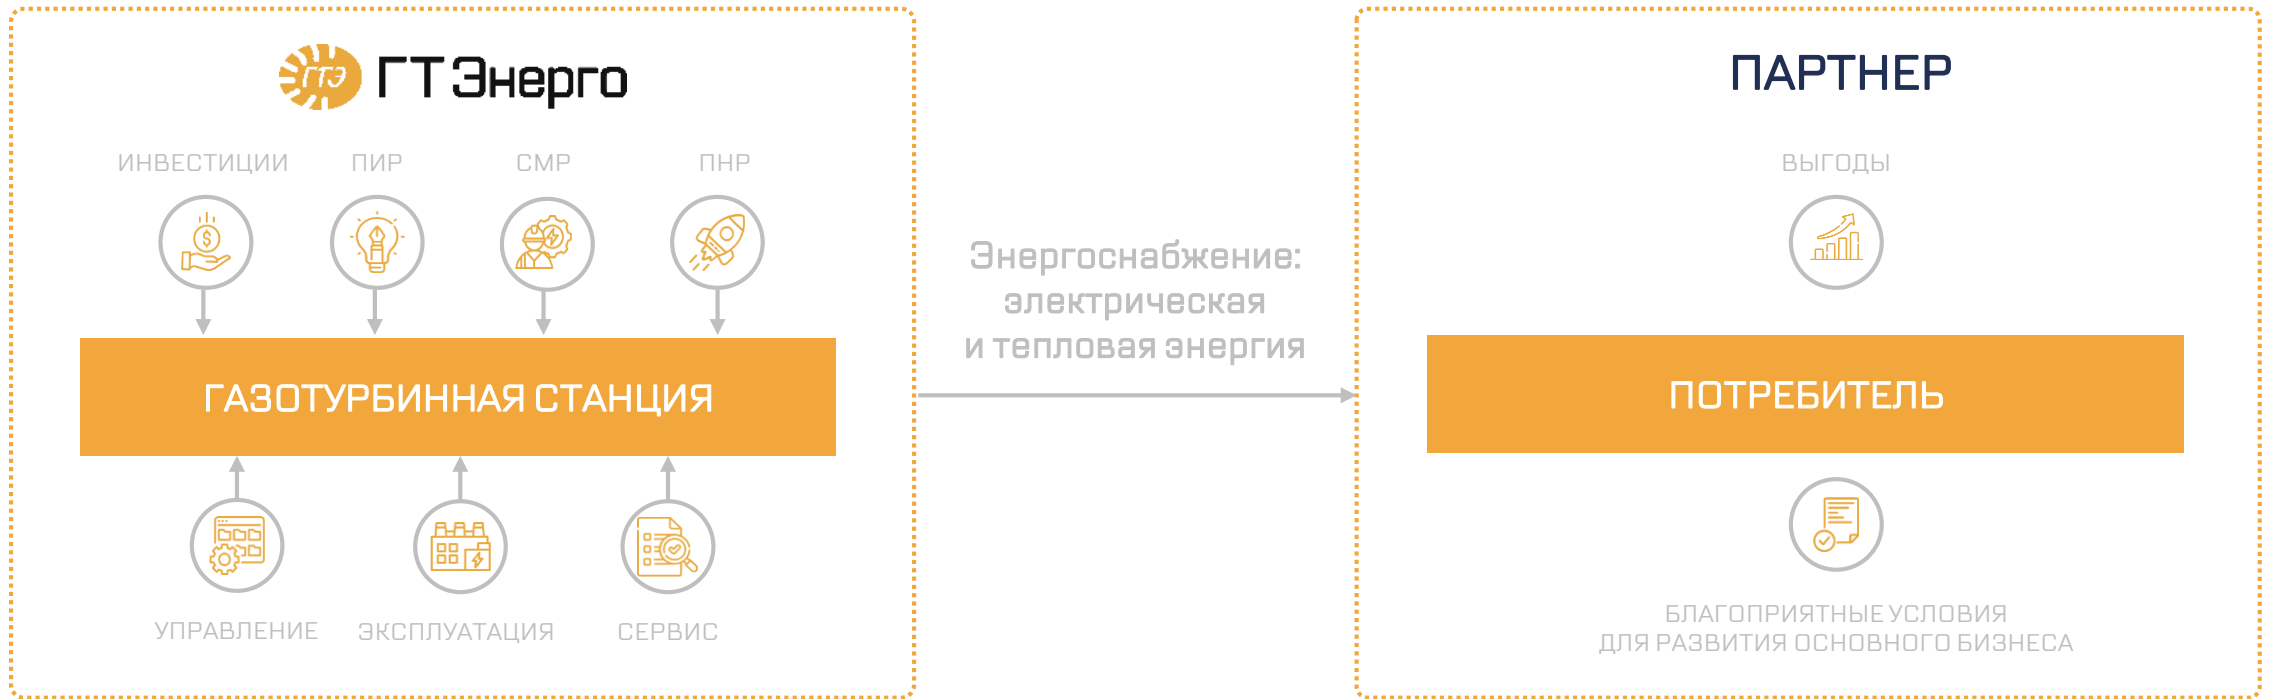 ГТЭ ГТ Энерго
ИНВЕСТИЦИИ ПИР СМР ПНР
$
ГАЗОТУРБИННАЯ СТАНЦИЯ
УПРАВЛЕНИЕ ЭКСПЛУАТАЦИЯ СЕРВИС
Энергоснабжение:
электрическая
и тепловая энергия
ПАРТНЕР
ВЫГОДЫ
ПОТРЕБИТЕЛЬ
БЛАГОПРИЯТНЫЕ УСЛОВИЯ
ДЛЯ РАЗВИТИЯ ОСНОВНОГО БИЗНЕСА